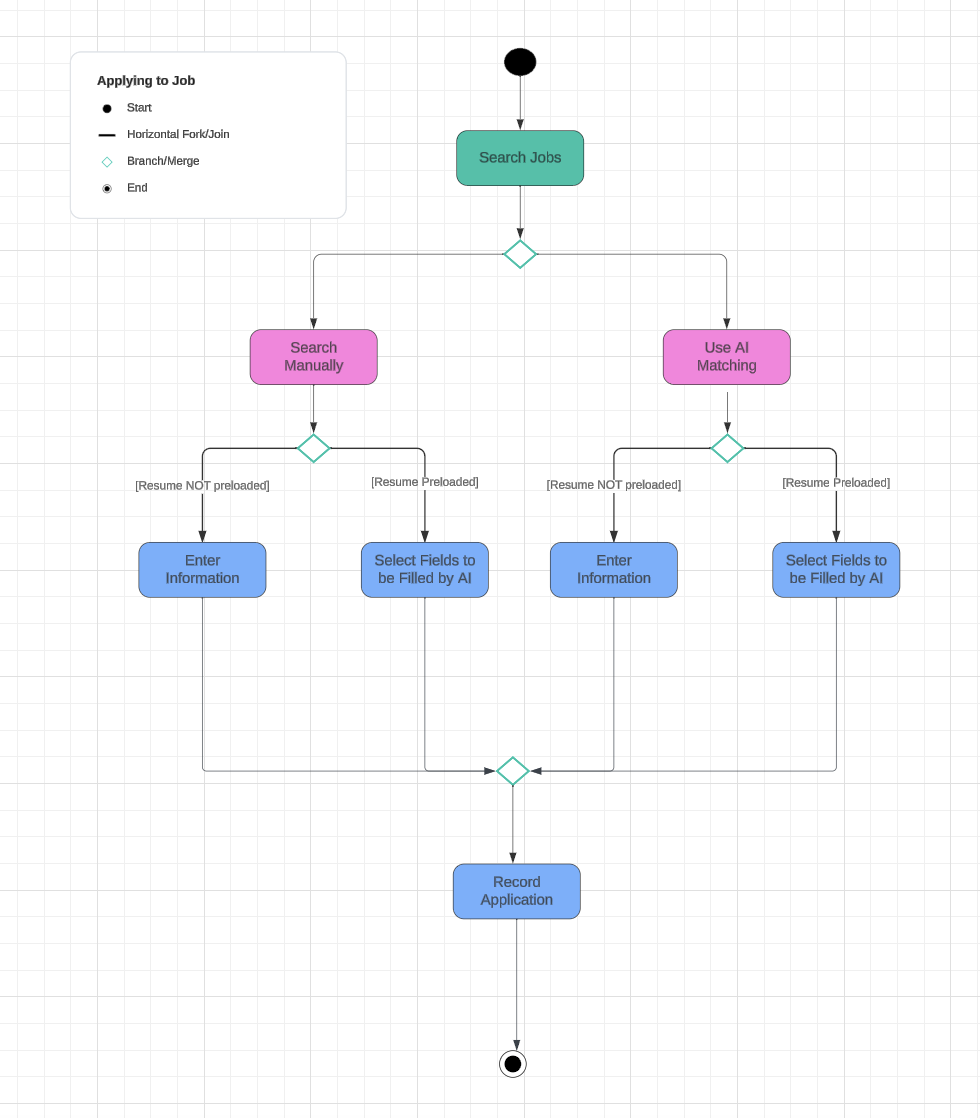 Applying to Job
Start
Horizontal Fork/Join
Branch/Merge
End
Search Jobs
Search
Manually
Use AI
Matching
[Resume NOT preloaded]
[Resume Preloaded]
[Resume NOT preloaded]
[Resume Preloaded]
Enter
Information
Select Fields to
be Filled by AI
Enter
Information
Select Fields to
be Filled by AI
Record
Application